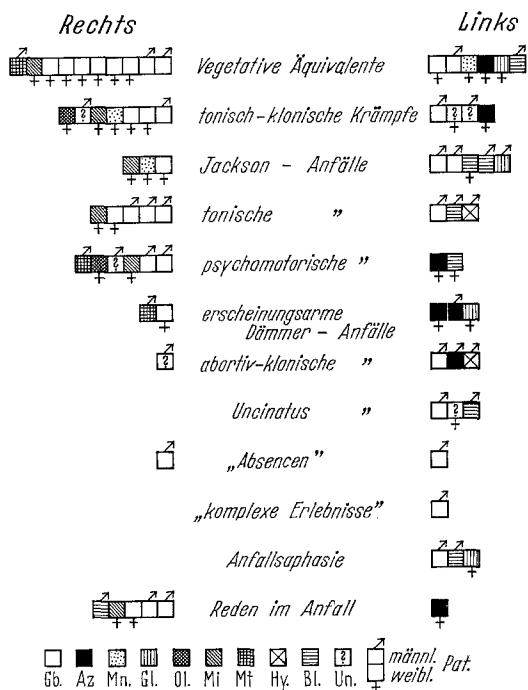 Rechts Links
Vegetative Äquivalente
tonisch-klonische Krämpfe
Jackson - Anfälle
tonische "
psychomotorische "
erscheinungsarme
Dämmer - Anfälle
abortiv-klonische "
Uncinatus "
„Absencen"
„komplexe Erlebnisse"
Anfallsaphasie
Reden im Anfall
männl. Pat.
weibl.
Gb. Az Mn. Gl. Ol. Mi Mt Hy. Bl. Un.